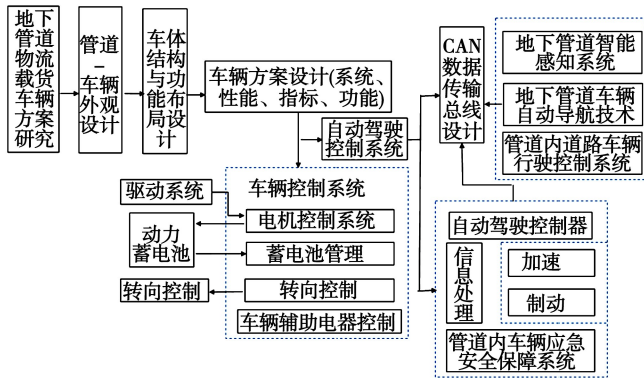 地下
管道
物流
载货
车辆
方案
研究
管道
–
车辆
外观
设计
车体
结构
与功
能布
局设
计
车辆方案设计(系统、
性能、指标、功能)
自动驾驶
控制系统
CAN
数据
传输
总线
设计
地下管道智能
感知系统
地下管道车辆
自动导航技术
管道内道路车辆
行驶控制系统
车辆控制系统
驱动系统
电机控制系统
动力
蓄电池
蓄电池管理
转向控制
转向控制
车辆辅助电器控制
自动驾驶控制器
信息
处理
加速
制动
管道内车辆应急
安全保障系统